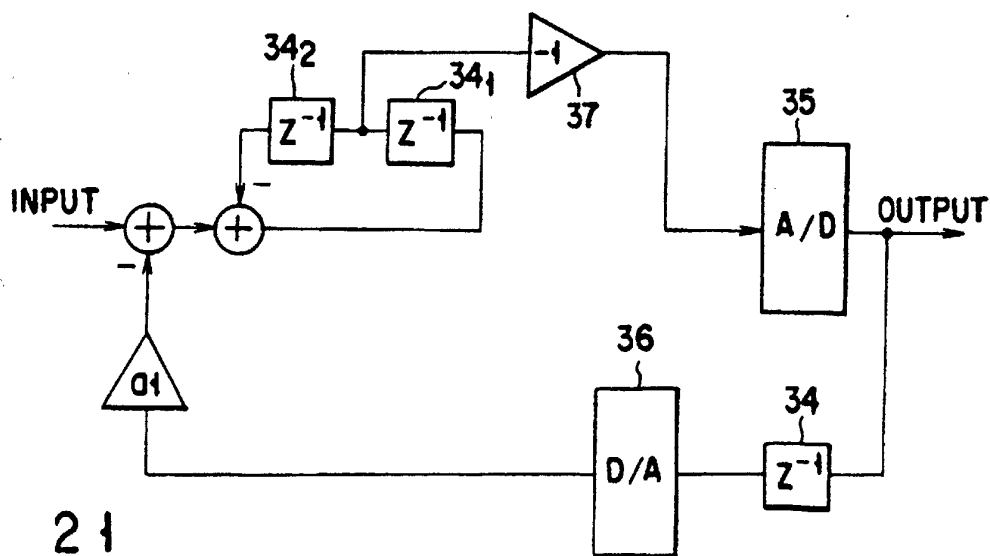 34₂
34₁
Z⁻¹
Z⁻¹
-1
37
35
INPUT
+
+
-
-
A/D
OUTPUT
a1
36
D/A
34
Z⁻¹
21